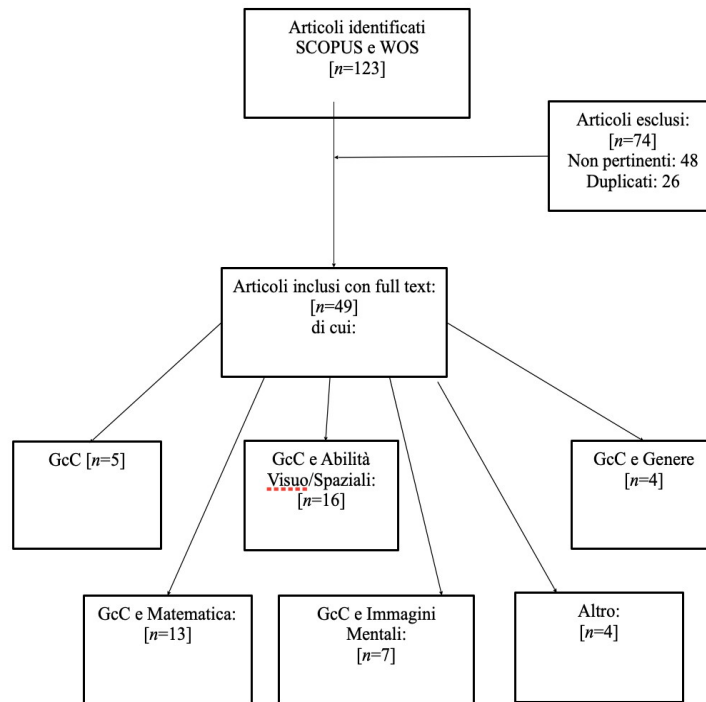 Articoli identificati
SCOPUS e WOS
[n=123]
Articoli esclusi:
[n=74]
Non pertinenti: 48
Duplicati: 26
Articoli inclusi con full text:
[n=49]
di cui:
GcC [n=5]
GcC e Abilità
Visuo/Spaziali:
[n=16]
GcC e Genere
[n=4]
GcC e Matematica:
[n=13]
GcC e Immagini
Mentali:
[n=7]
Altro:
[n=4]